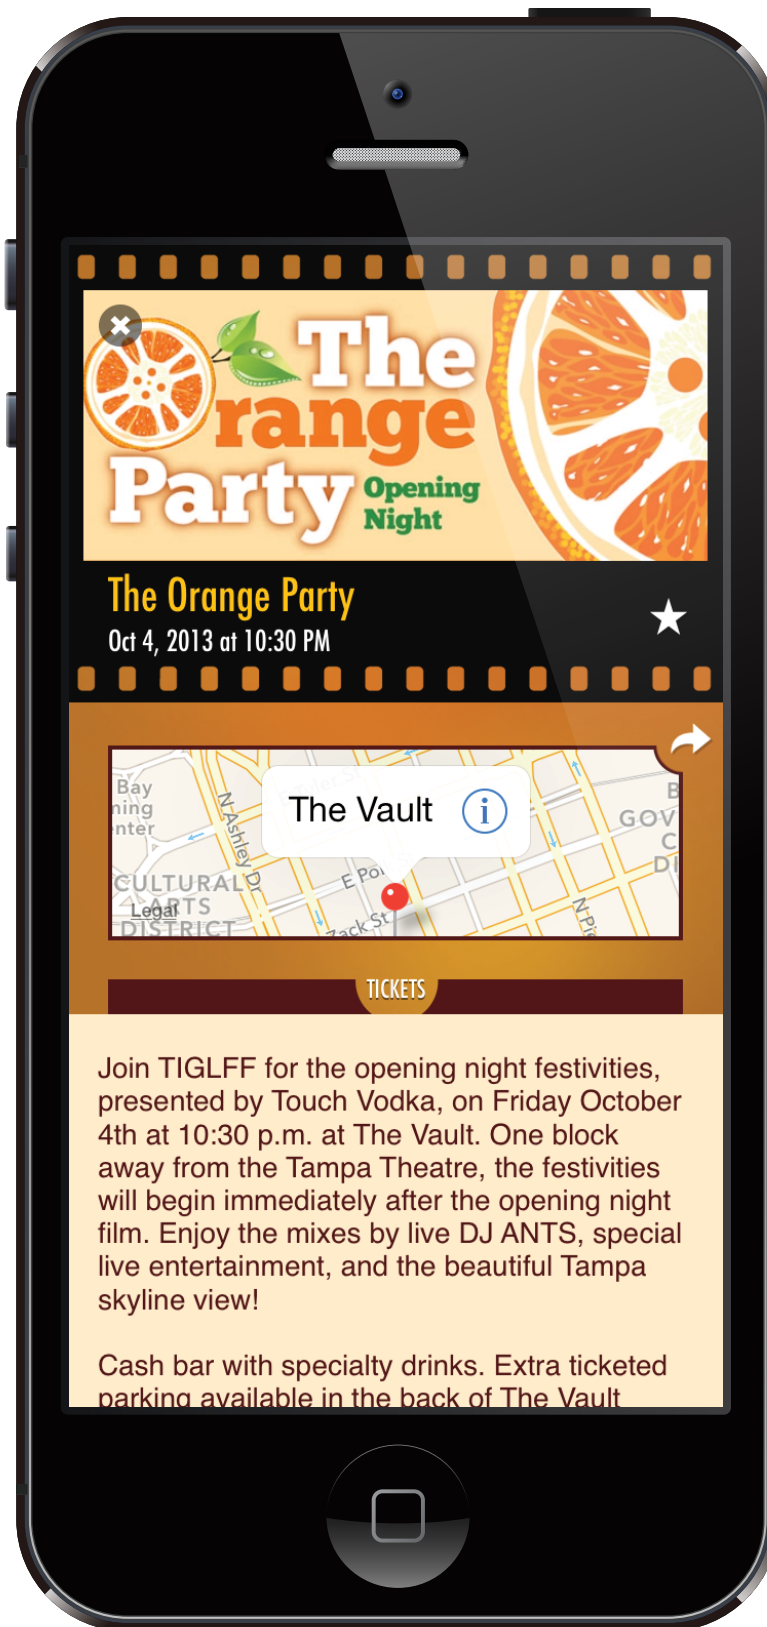 The
Orange
Party
Opening
Night
The Orange Party
Oct 4, 2013 at 10:30 PM
The Vault
Bay
N Ashley Dr
CULTURAL
ARTS
DISTRICT
Legal
Zack St
TICKETS
Join TIGLFF for the opening night festivities,
presented by Touch Vodka, on Friday October
4th at 10:30 p.m. at The Vault. One block
away from the Tampa Theatre, the festivities
will begin immediately after the opening night
film. Enjoy the mixes by live DJ ANTS, special
live entertainment, and the beautiful Tampa
skyline view!
Cash bar with specialty drinks. Extra ticketed
parking available in the back of The Vault